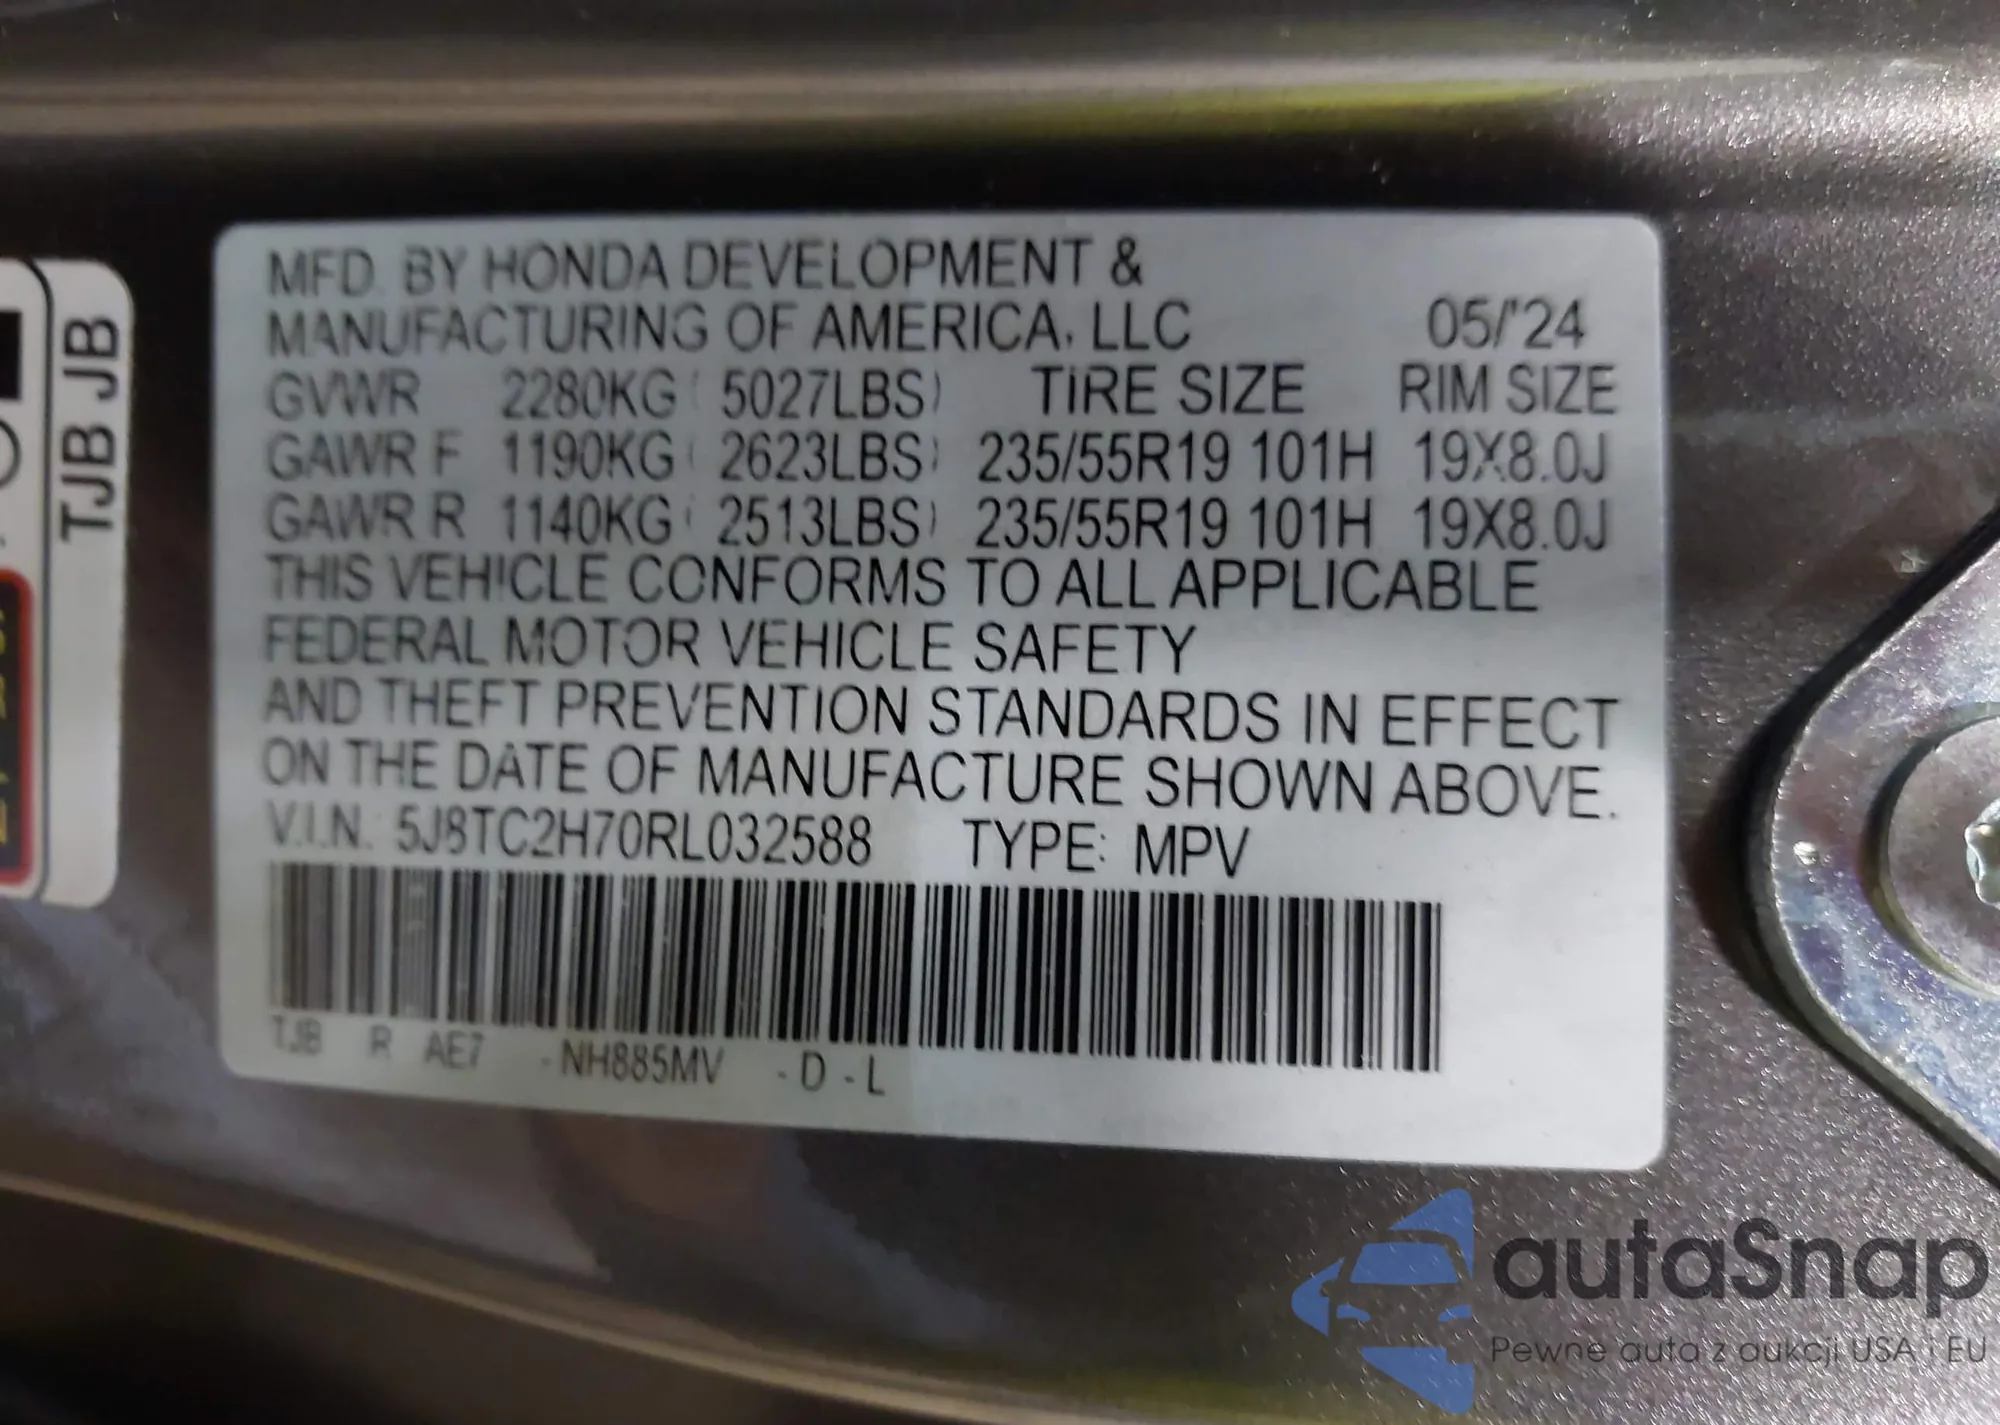 MFD. BY HONDA DEVELOPMENT &
MANUFACTURING OF AMERICA, LLC 05/'24
GVWR 2280KG (5027LBS) TIRE SIZE RIM SIZE
GAWR F 1190KG (2623LBS) 235/55R19 101H 19X8.0J
GAWR R 1140KG (2513LBS) 235/55R19 101H 19X8.0J
THIS VEHICLE CONFORMS TO ALL APPLICABLE
FEDERAL MOTOR VEHICLE SAFETY
AND THEFT PREVENTION STANDARDS IN EFFECT
ON THE DATE OF MANUFACTURE SHOWN ABOVE.
V.I.N.: 5J8TC2H70RL032588 TYPE: MPV
TJB R AE7 -NH885MV -D-L
TJB JB
autaSnap
Pewne auta z aukcji USA i EU